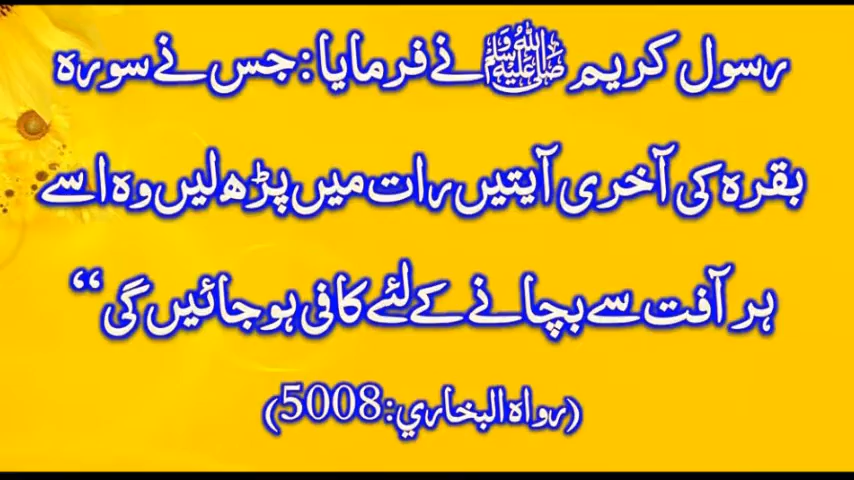 رسول کریم ﷺ نے فرمایا: جس نے سورہ
بقرہ کی آخری آیتیں رات میں پڑھ لیں وہ اسے
ہر آفت سے بچانے کے لئے کافی ہو جائیں گی“
(رواہ البخاري: 5008)